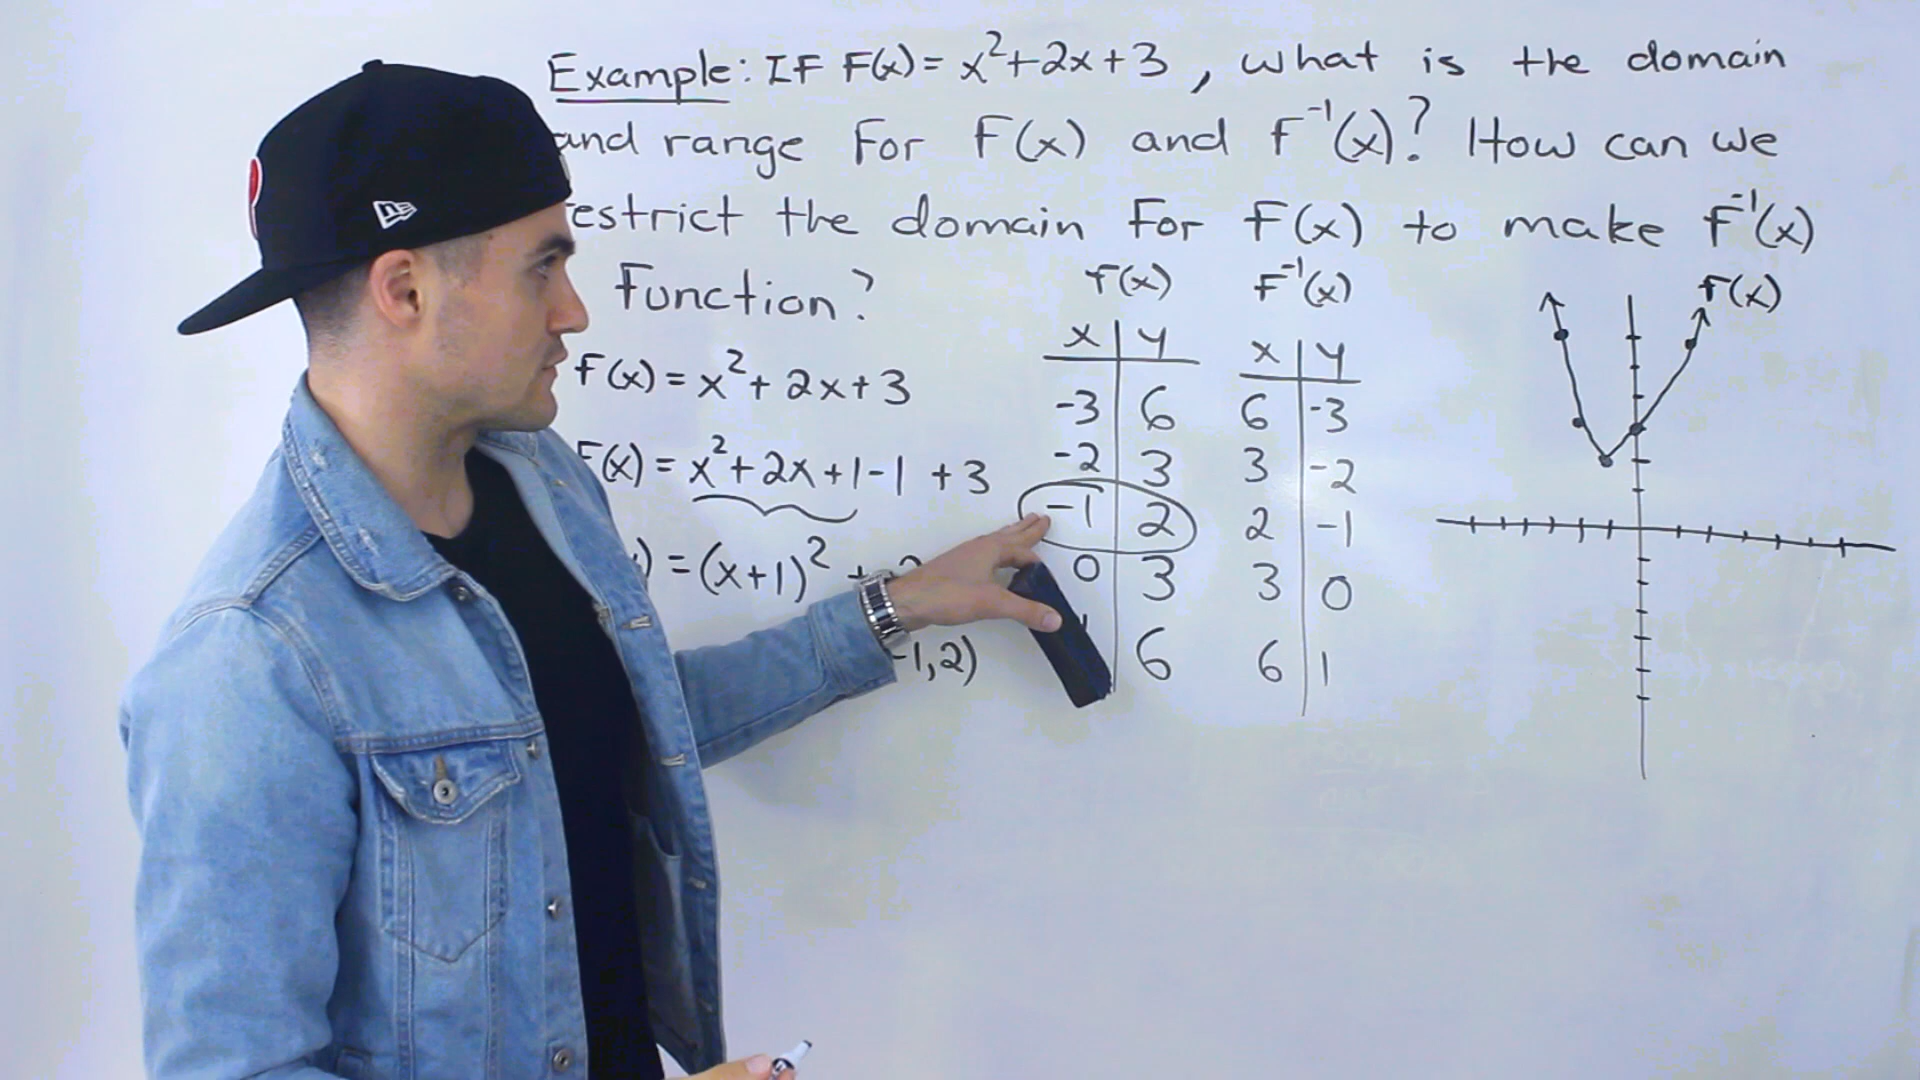 Example: IF F(x) = x²+2x+3, what is the domain
and range For F(x) and F⁻¹(x)? How can we
restrict the domain For F(x) to make F⁻¹(x)
Function?
f(x) F⁻¹(x) F(x)
x y x y
f(x) = x² + 2x + 3
-3 6 6 -3
F(x) = x² + 2x + 1 - 1 + 3
-2 3 3 -2
-1 2 2 -1
) = (x+1)² +
0 3 3 0
-1, 2)
6 6 1